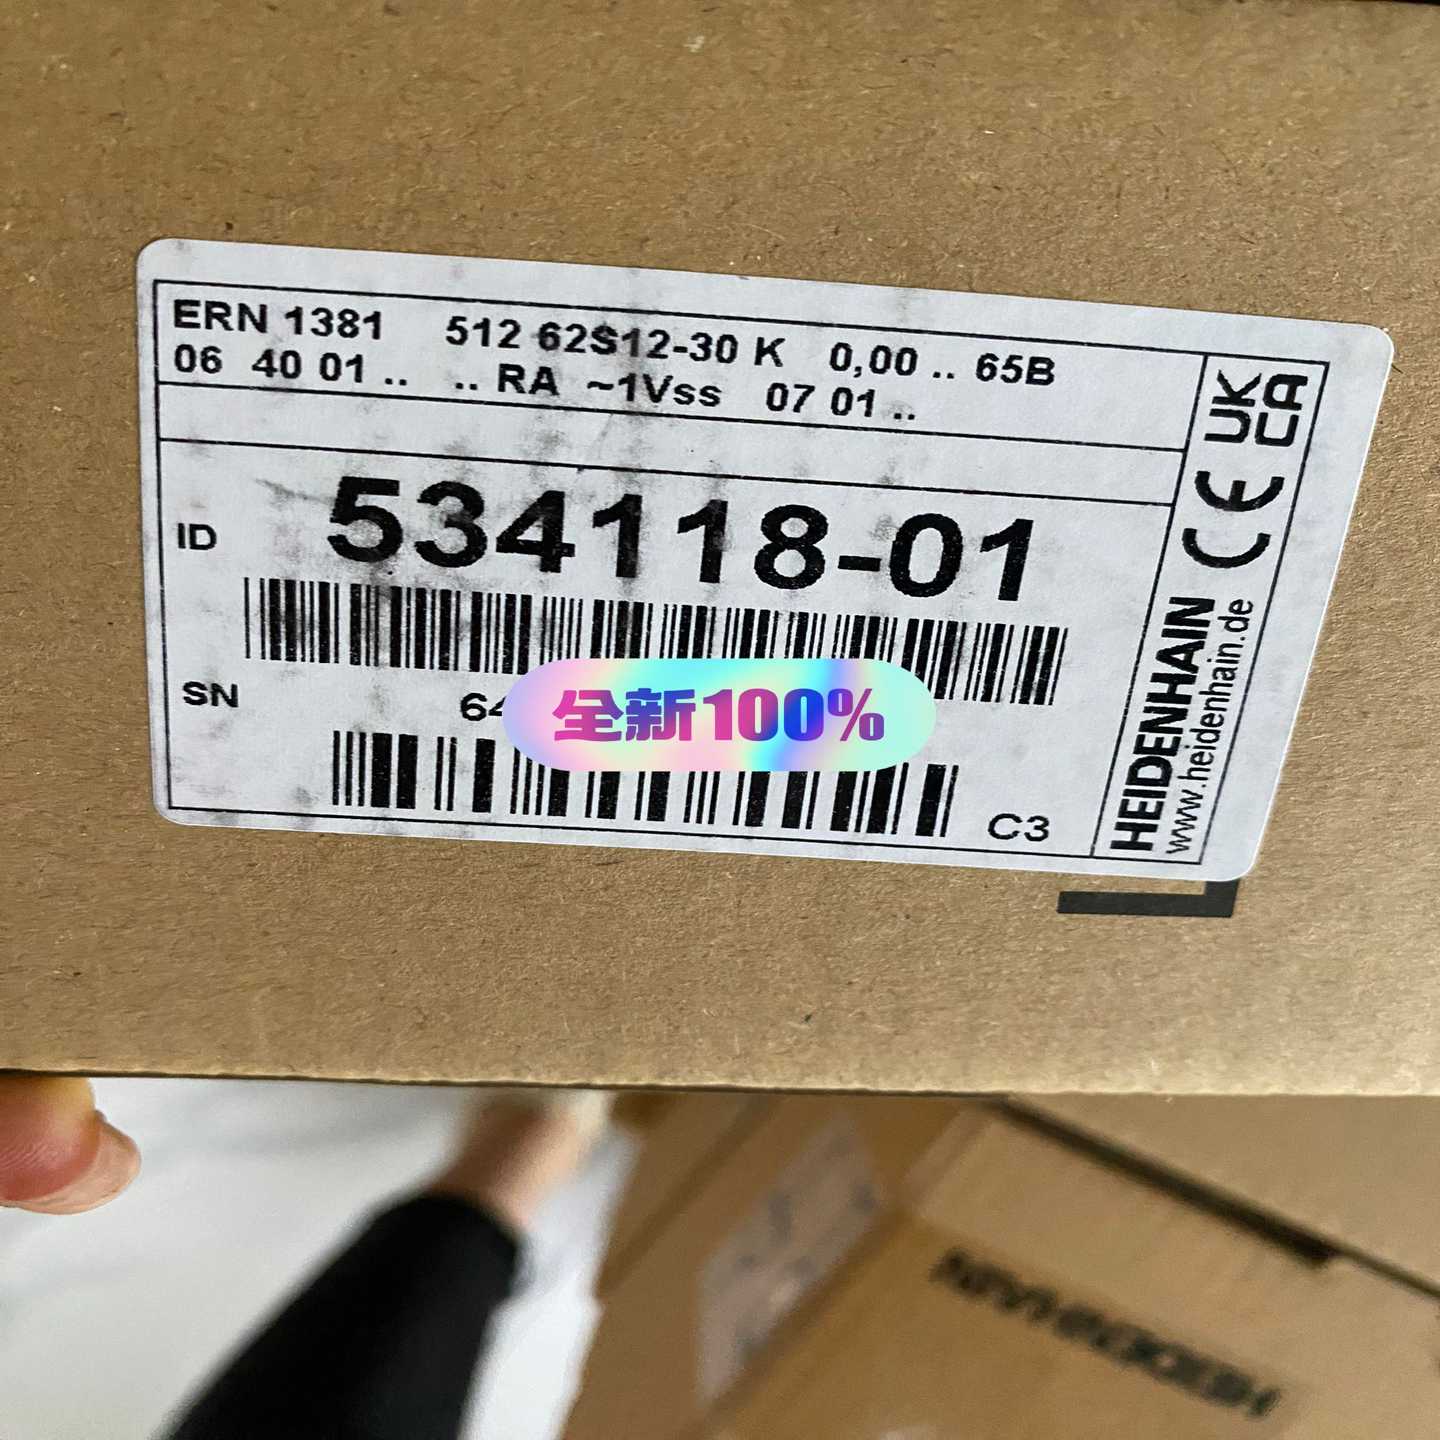 ERN 1381 512 62S12-30 K 0,00 .. 65B
06 40 01 .. .. RA ~1Vss 07 01 ..
ID 534118-01
SN 64
全新100%
C3
HEIDENHAIN
www.heidenhain.de
CE UK CA
HEIDENHAIN